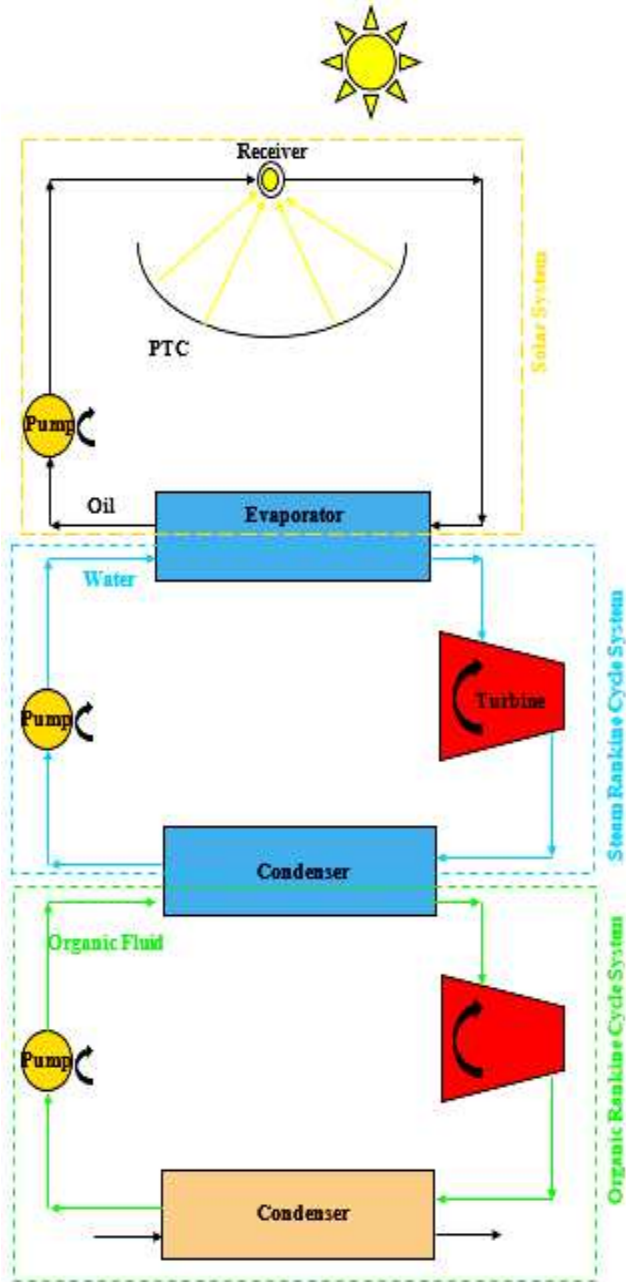 Receiver
PTC
Solar System
Pump
Oil
Evaporator
Water
Pump
Turbine
Steam Rankine Cycle System
Condenser
Organic Fluid
Pump
Organic Rankine Cycle System
Condenser